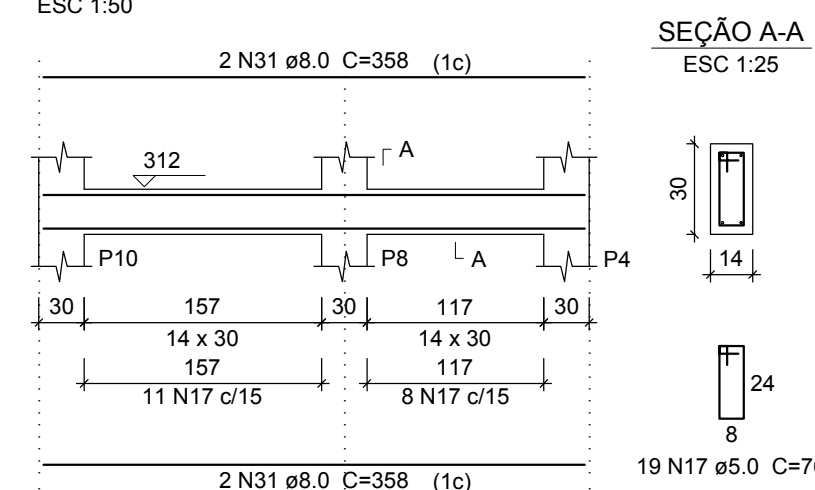 ESC 1:50
SEÇÃO A-A
ESC 1:25
2 N31 ø8.0 C=358 (1c)
A
312
30
14
P10
P8
A
P4
30 157 30 117 30
14 x 30 14 x 30
157 117
11 N17 c/15 8 N17 c/15
24
8
19 N17 ø5.0
2 N31 ø8.0 C=358 (1c)